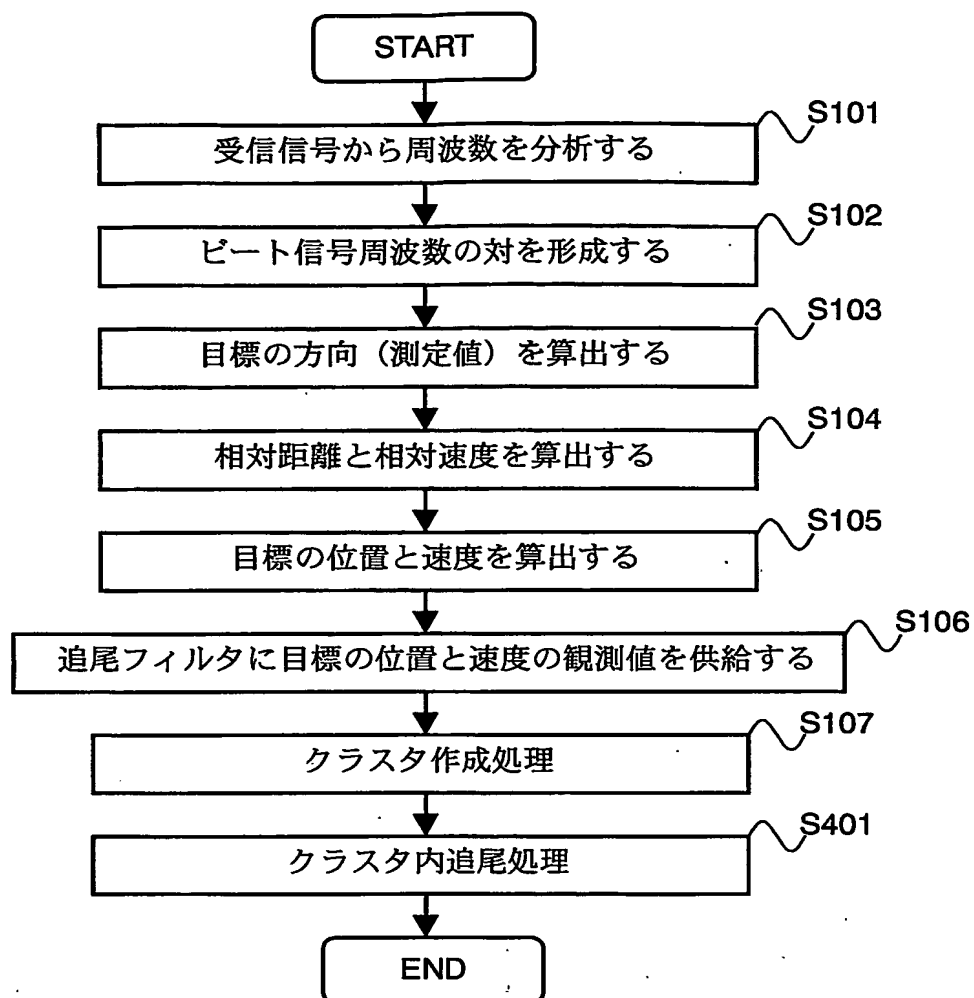 START
S101
受信信号から周波数を分析する
S102
ビート信号周波数の対を形成する
S103
目標の方向（測定値）を算出する
S104
相対距離と相対速度を算出する
S105
目標の位置と速度を算出する
S106
追尾フィルタに目標の位置と速度の観測値を供給する
S107
クラスタ作成処理
S401
クラスタ内追尾処理
END